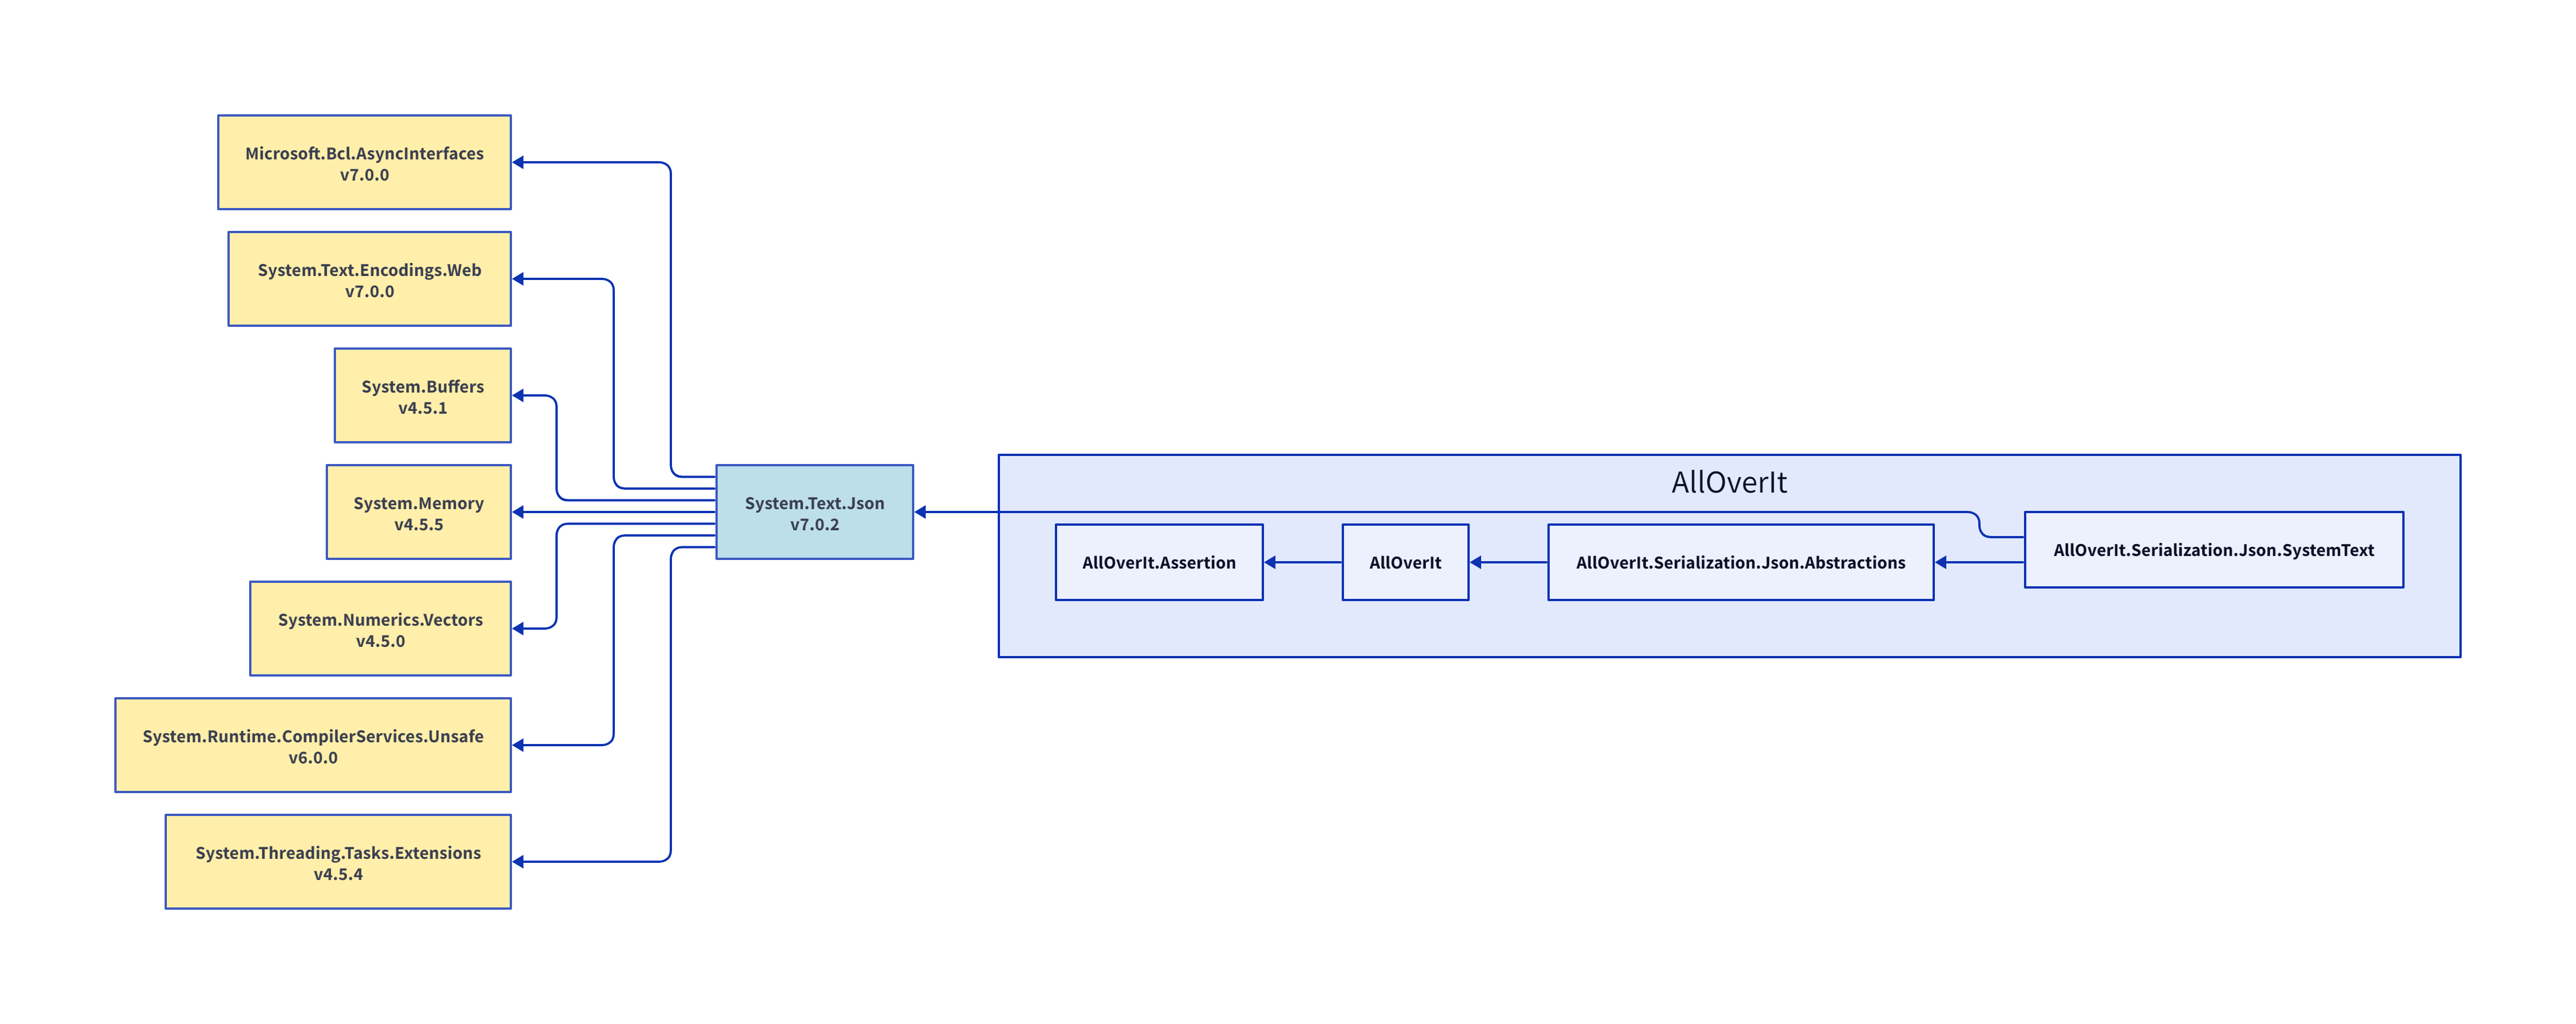 Microsoft.Bcl.AsyncInterfaces
v7.0.0
System.Text.Encodings.Web
v7.0.0
System.Buffers
v4.5.1
System.Memory
v4.5.5
System.Numerics.Vectors
v4.5.0
System.Runtime.CompilerServices.Unsafe
v6.0.0
System.Threading.Tasks.Extensions
v4.5.4
System.Text.Json
v7.0.2
AllOverIt
AllOverIt.Assertion
AllOverIt
AllOverIt.Serialization.Json.Abstractions
AllOverIt.Serialization.Json.SystemText